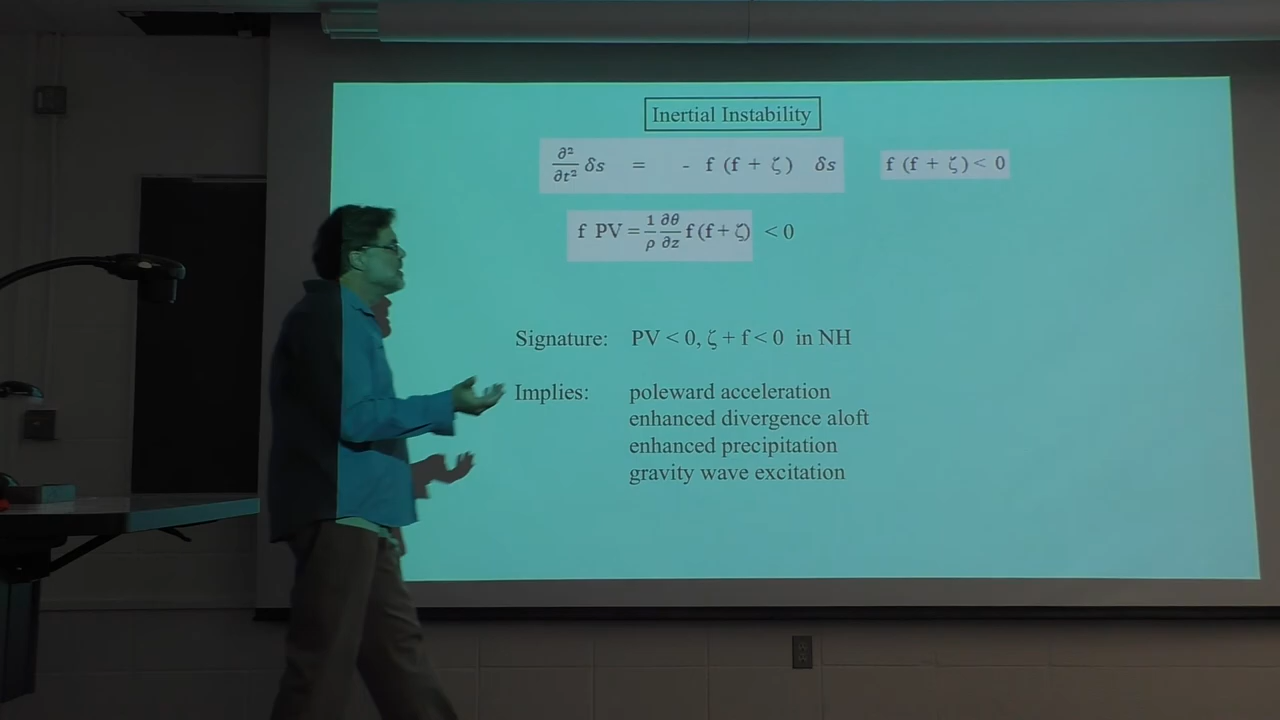 Inertial Instability
∂²/∂t² δs = - f (f + ζ) δs f (f + ζ) < 0
f PV = 1/ρ ∂θ/∂z f (f + ζ) < 0
Signature: PV < 0, ζ + f < 0 in NH
Implies: poleward acceleration
enhanced divergence aloft
enhanced precipitation
gravity wave excitation